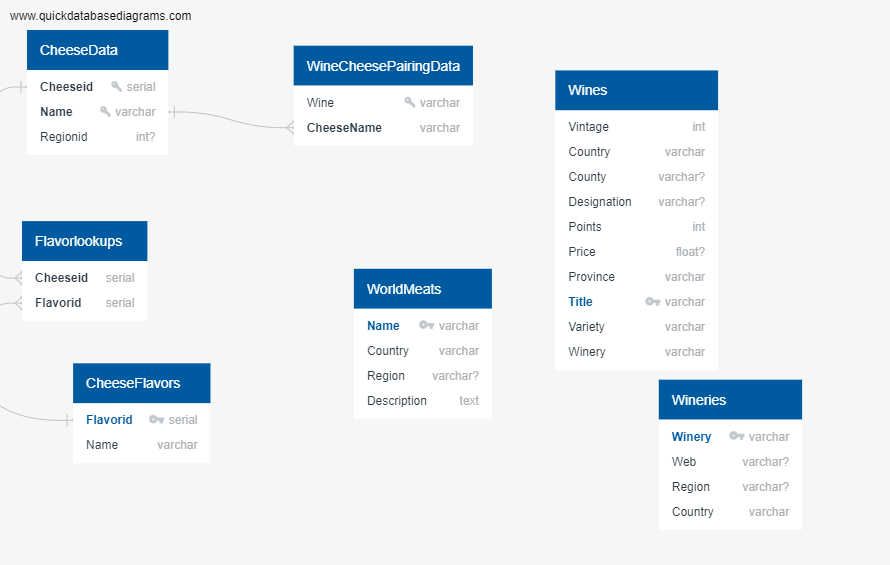 www.quickdatabasediagrams.com
CheeseData
Cheeseid serial
Name varchar
Regionid int?
WineCheesePairingData
Wine varchar
CheeseName varchar
Wines
Vintage int
Country varchar
County varchar?
Designation varchar?
Points int
Price float?
Province varchar
Title varchar
Variety varchar
Winery varchar
Flavorlookups
Cheeseid serial
Flavorid serial
WorldMeats
Name varchar
Country varchar
Region varchar?
Description text
CheeseFlavors
Flavorid serial
Name varchar
Wineries
Winery varchar
Web varchar?
Region varchar?
Country varchar